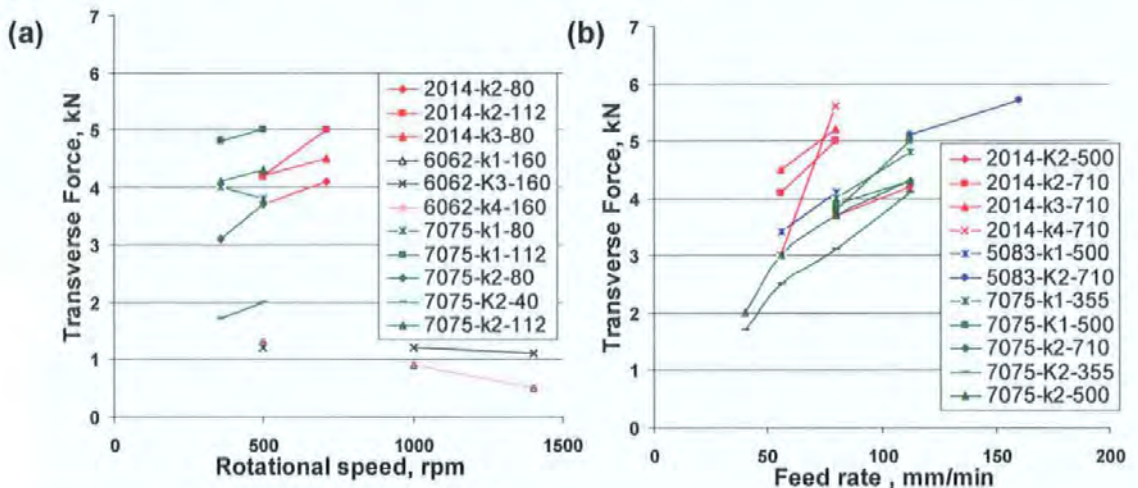 (a)
7
6
5
4
3
2
1
0
Transverse Force, kN
0 500 1000 1500
Rotational speed, rpm
2014-k2-80
2014-k2-112
2014-k3-80
6062-k1-160
6062-K3-160
6062-k4-160
7075-k1-80
7075-k1-112
7075-k2-80
7075-K2-40
7075-k2-112
(b)
7
6
5
4
3
2
1
0
Transverse Force, kN
0 50 100 150 200
Feed rate , mm/min
2014-K2-500
2014-k2-710
2014-k3-710
2014-k4-710
5083-k1-500
5083-K2-710
7075-k1-355
7075-K1-500
7075-k2-710
7075-K2-355
7075-k2-500